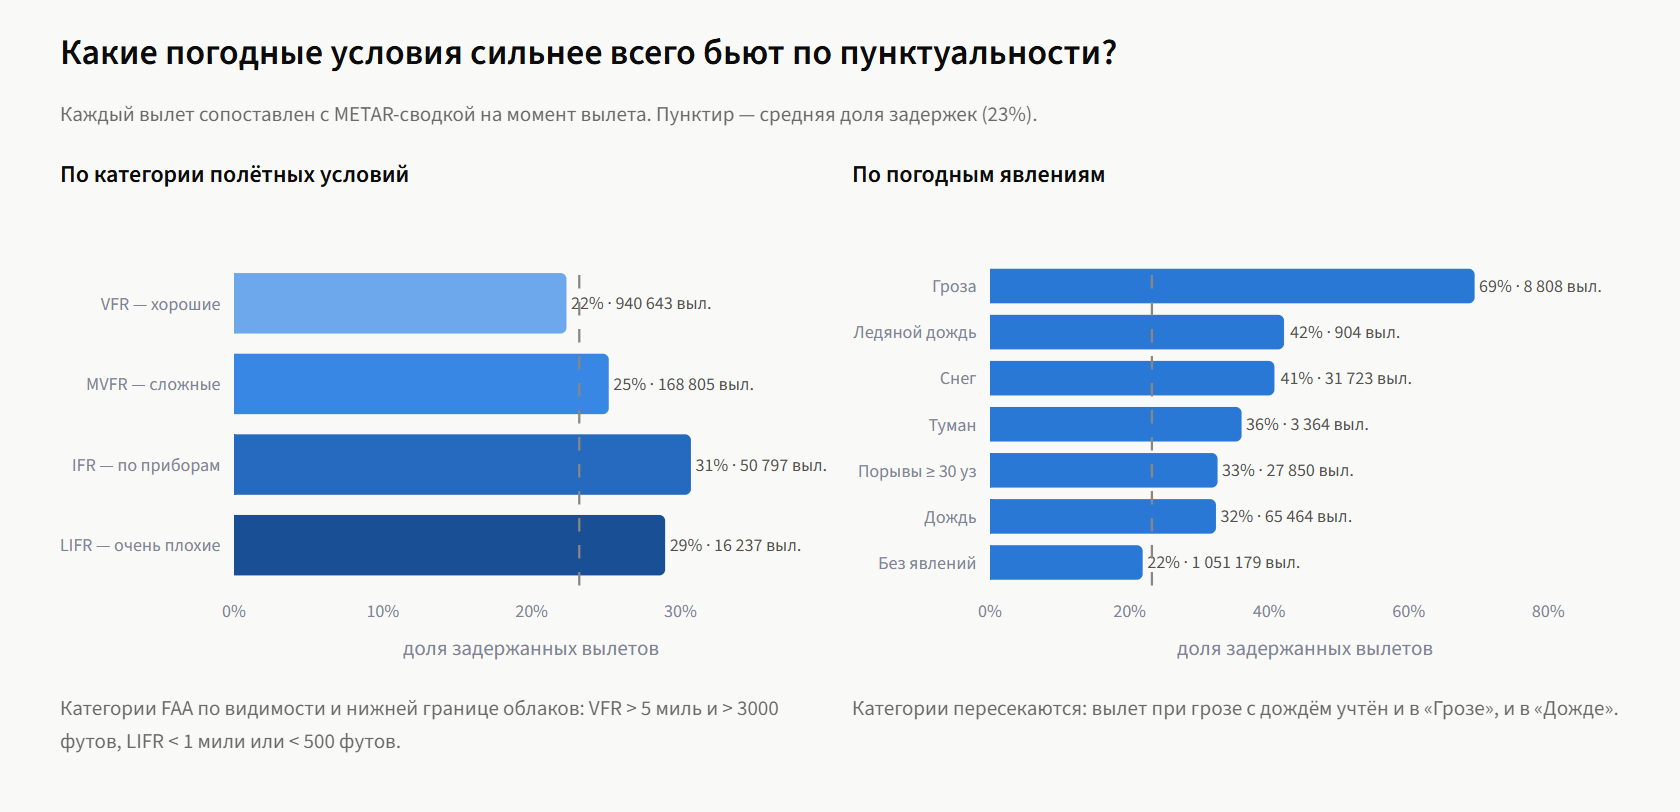 Какие погодные условия сильнее всего бьют по пунктуальности?
Каждый вылет сопоставлен с METAR-сводкой на момент вылета. Пунктир — средняя доля задержек (23%).
По категории полётных условий
VFR — хорошие
22% · 940 643 выл.
MVFR — сложные
25% · 168 805 выл.
IFR — по приборам
31% · 50 797 выл.
LIFR — очень плохие
29% · 16 237 выл.
0% 10% 20% 30%
доля задержанных вылетов
Категории FAA по видимости и нижней границе облаков: VFR > 5 миль и > 3000
футов, LIFR < 1 мили или < 500 футов.
По погодным явлениям
Гроза
69% · 8 808 выл.
Ледяной дождь
42% · 904 выл.
Снег
41% · 31 723 выл.
Туман
36% · 3 364 выл.
Порывы ≥ 30 уз
33% · 27 850 выл.
Дождь
32% · 65 464 выл.
Без явлений
22% · 1 051 179 выл.
0% 20% 40% 60% 80%
доля задержанных вылетов
Категории пересекаются: вылет при грозе с дождём учтён и в «Грозе», и в «Дожде».